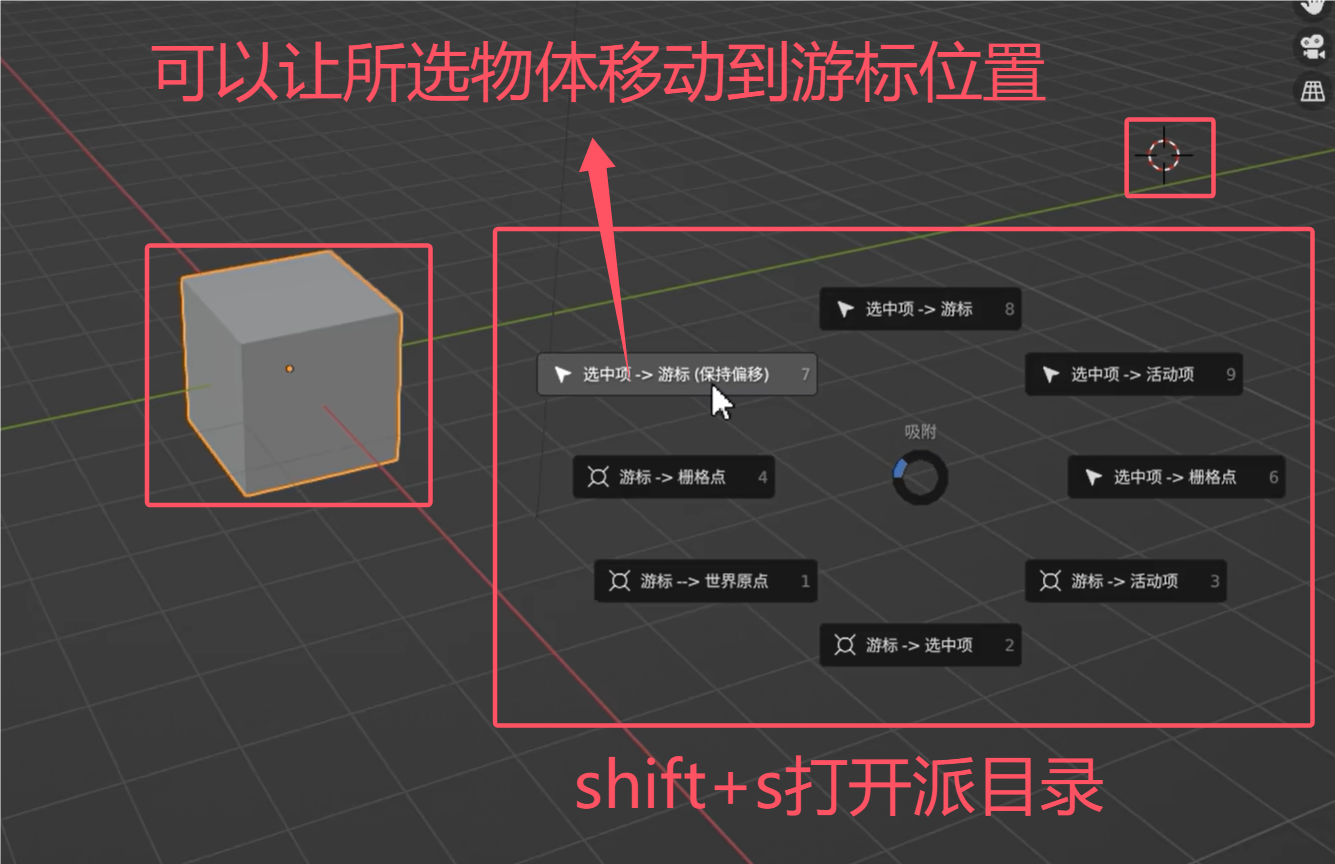 可以让所选物体移动到游标位置
选中项 -> 游标 8
选中项 -> 游标 (保持偏移) 7
选中项 -> 活动项 9
吸附
游标 -> 栅格点 4
选中项 -> 栅格点 6
游标 --> 世界原点 1
游标 -> 活动项 3
游标 -> 选中项 2
shift+s打开派目录